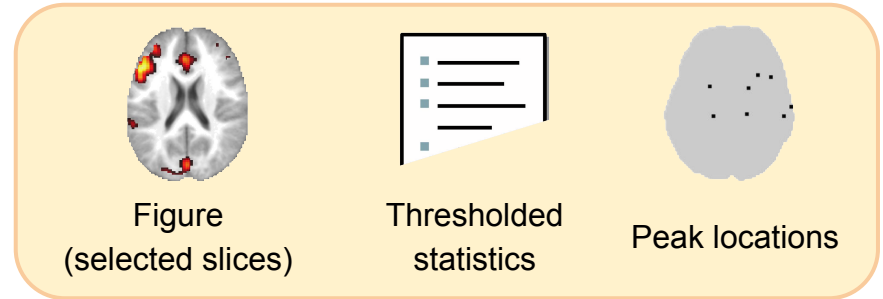 Figure
(selected slices)
Thresholded
statistics
Peak locations